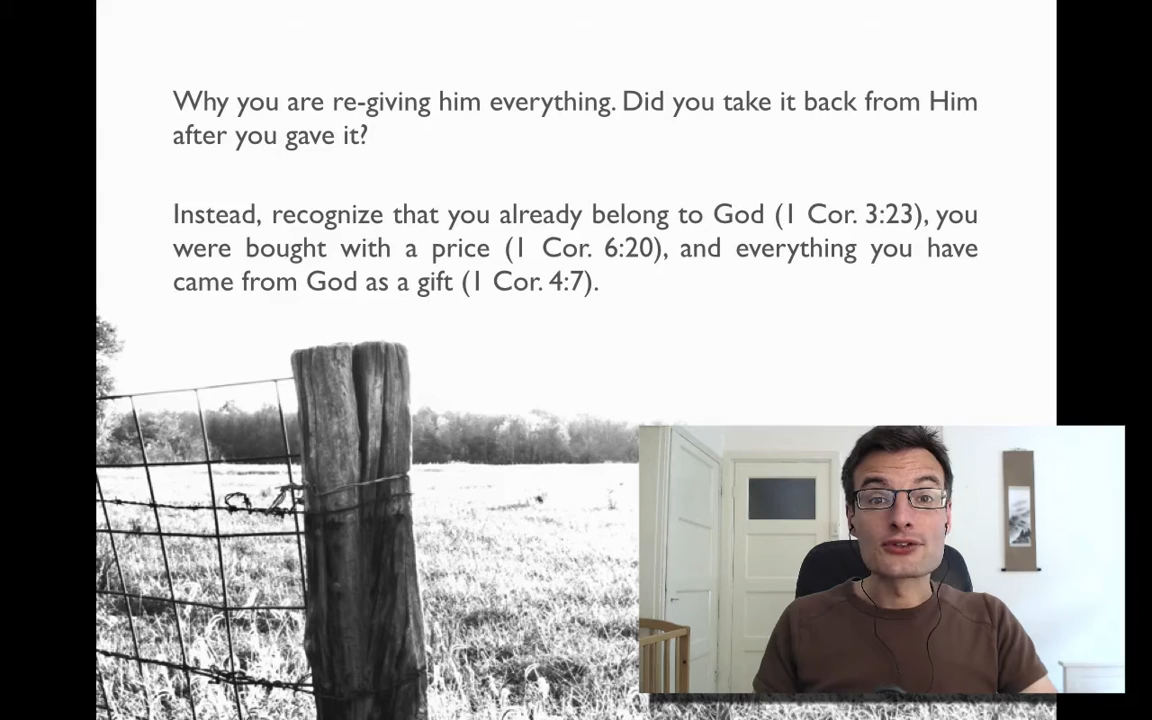 Why you are re-giving him everything. Did you take it back from Him
after you gave it?
Instead, recognize that you already belong to God (1 Cor. 3:23), you
were bought with a price (1 Cor. 6:20), and everything you have
came from God as a gift (1 Cor. 4:7).